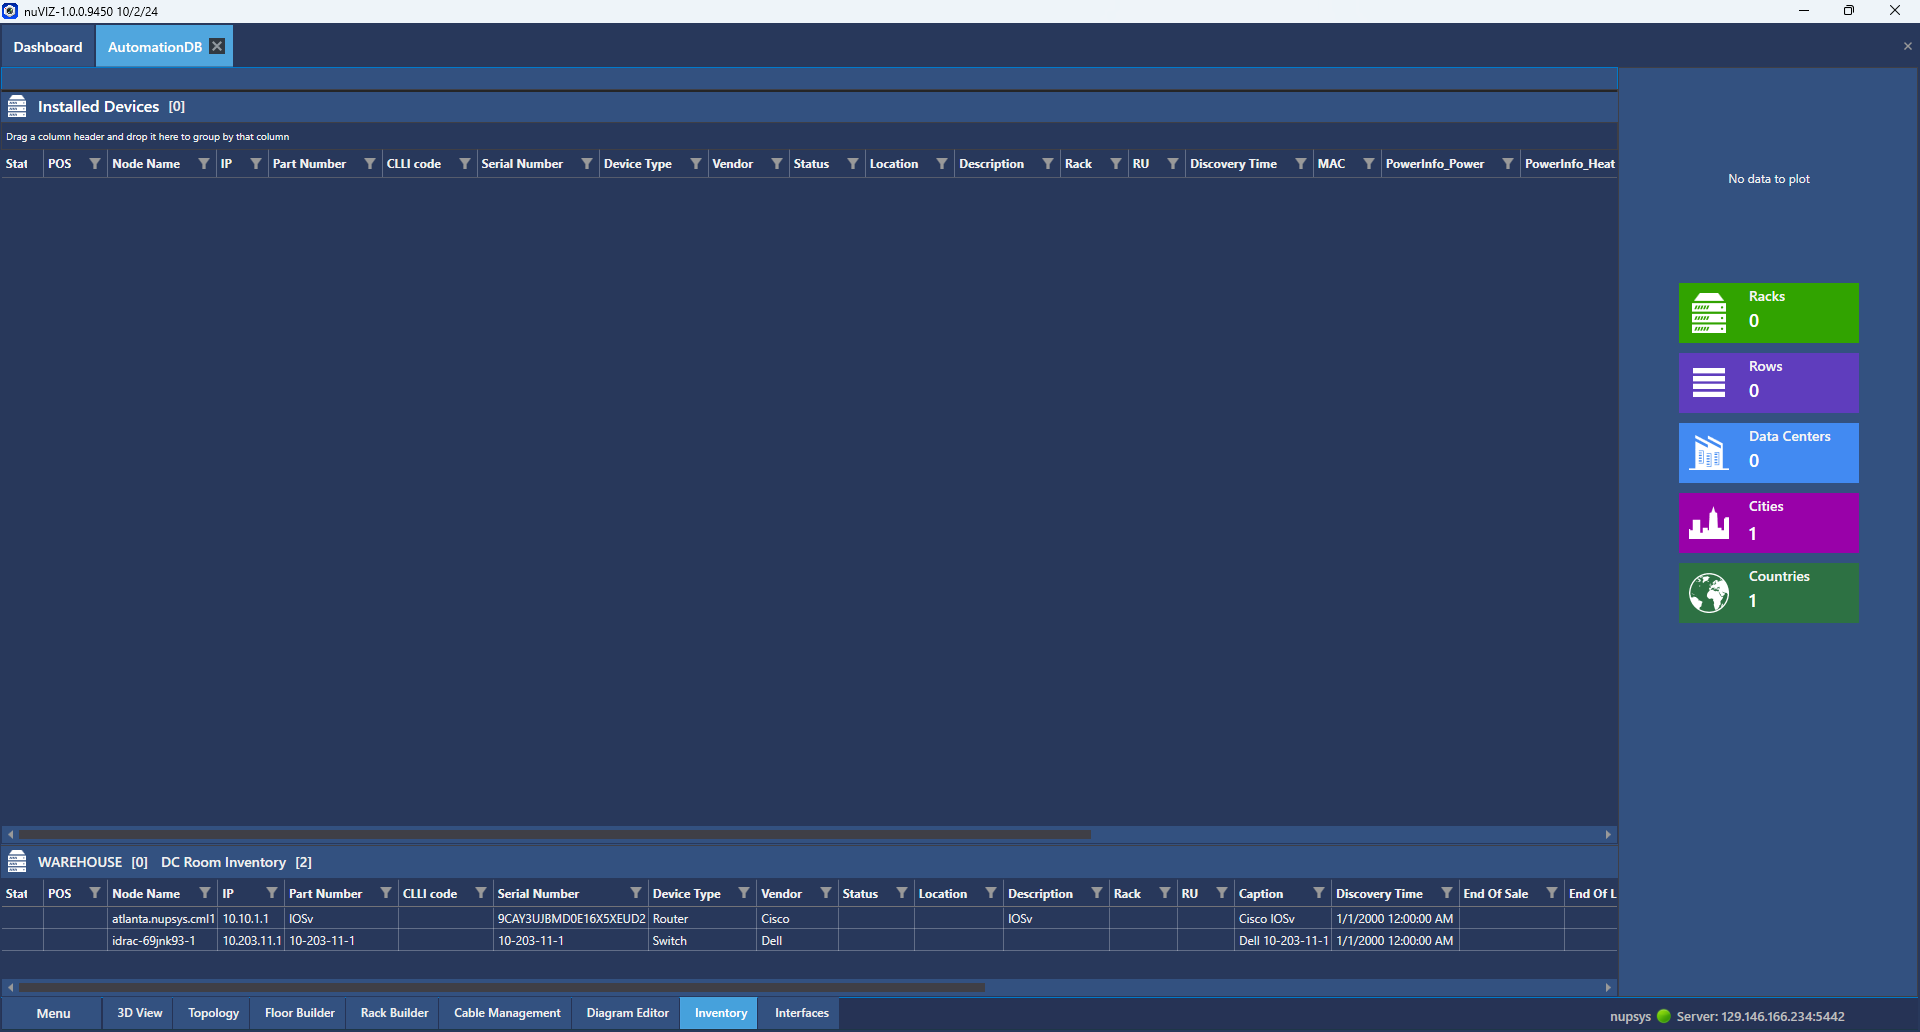 nuVIZ-1.0.0.9450 10/2/24
Dashboard AutomationDB
Installed Devices [0]
Drag a column header and drop it here to group by that column
Stat POS Node Name IP Part Number CLLI code Serial Number Device Type Vendor Status Location Description Rack RU Discovery Time MAC PowerInfo_Power PowerInfo_Heat
No data to plot
Racks
0
Rows
0
Data Centers
0
Cities
1
Countries
1
WAREHOUSE [0] DC Room Inventory [2]
Stat POS Node Name IP Part Number CLLI code Serial Number Device Type Vendor Status Location Description Rack RU Caption Discovery Time End Of Sale End Of L
atlanta.nupsys.cml1 10.10.1.1 IOSv 9CAY3UJBMD0E16X5XEUD2 Router Cisco IOSv Cisco IOSv 1/1/2000 12:00:00 AM
idrac-69jnk93-1 10.203.11.1 10-203-11-1 10-203-11-1 Switch Dell Dell 10-203-11-1 1/1/2000 12:00:00 AM
Menu 3D View Topology Floor Builder Rack Builder Cable Management Diagram Editor Inventory Interfaces
nupsys Server: 129.146.166.234:5442